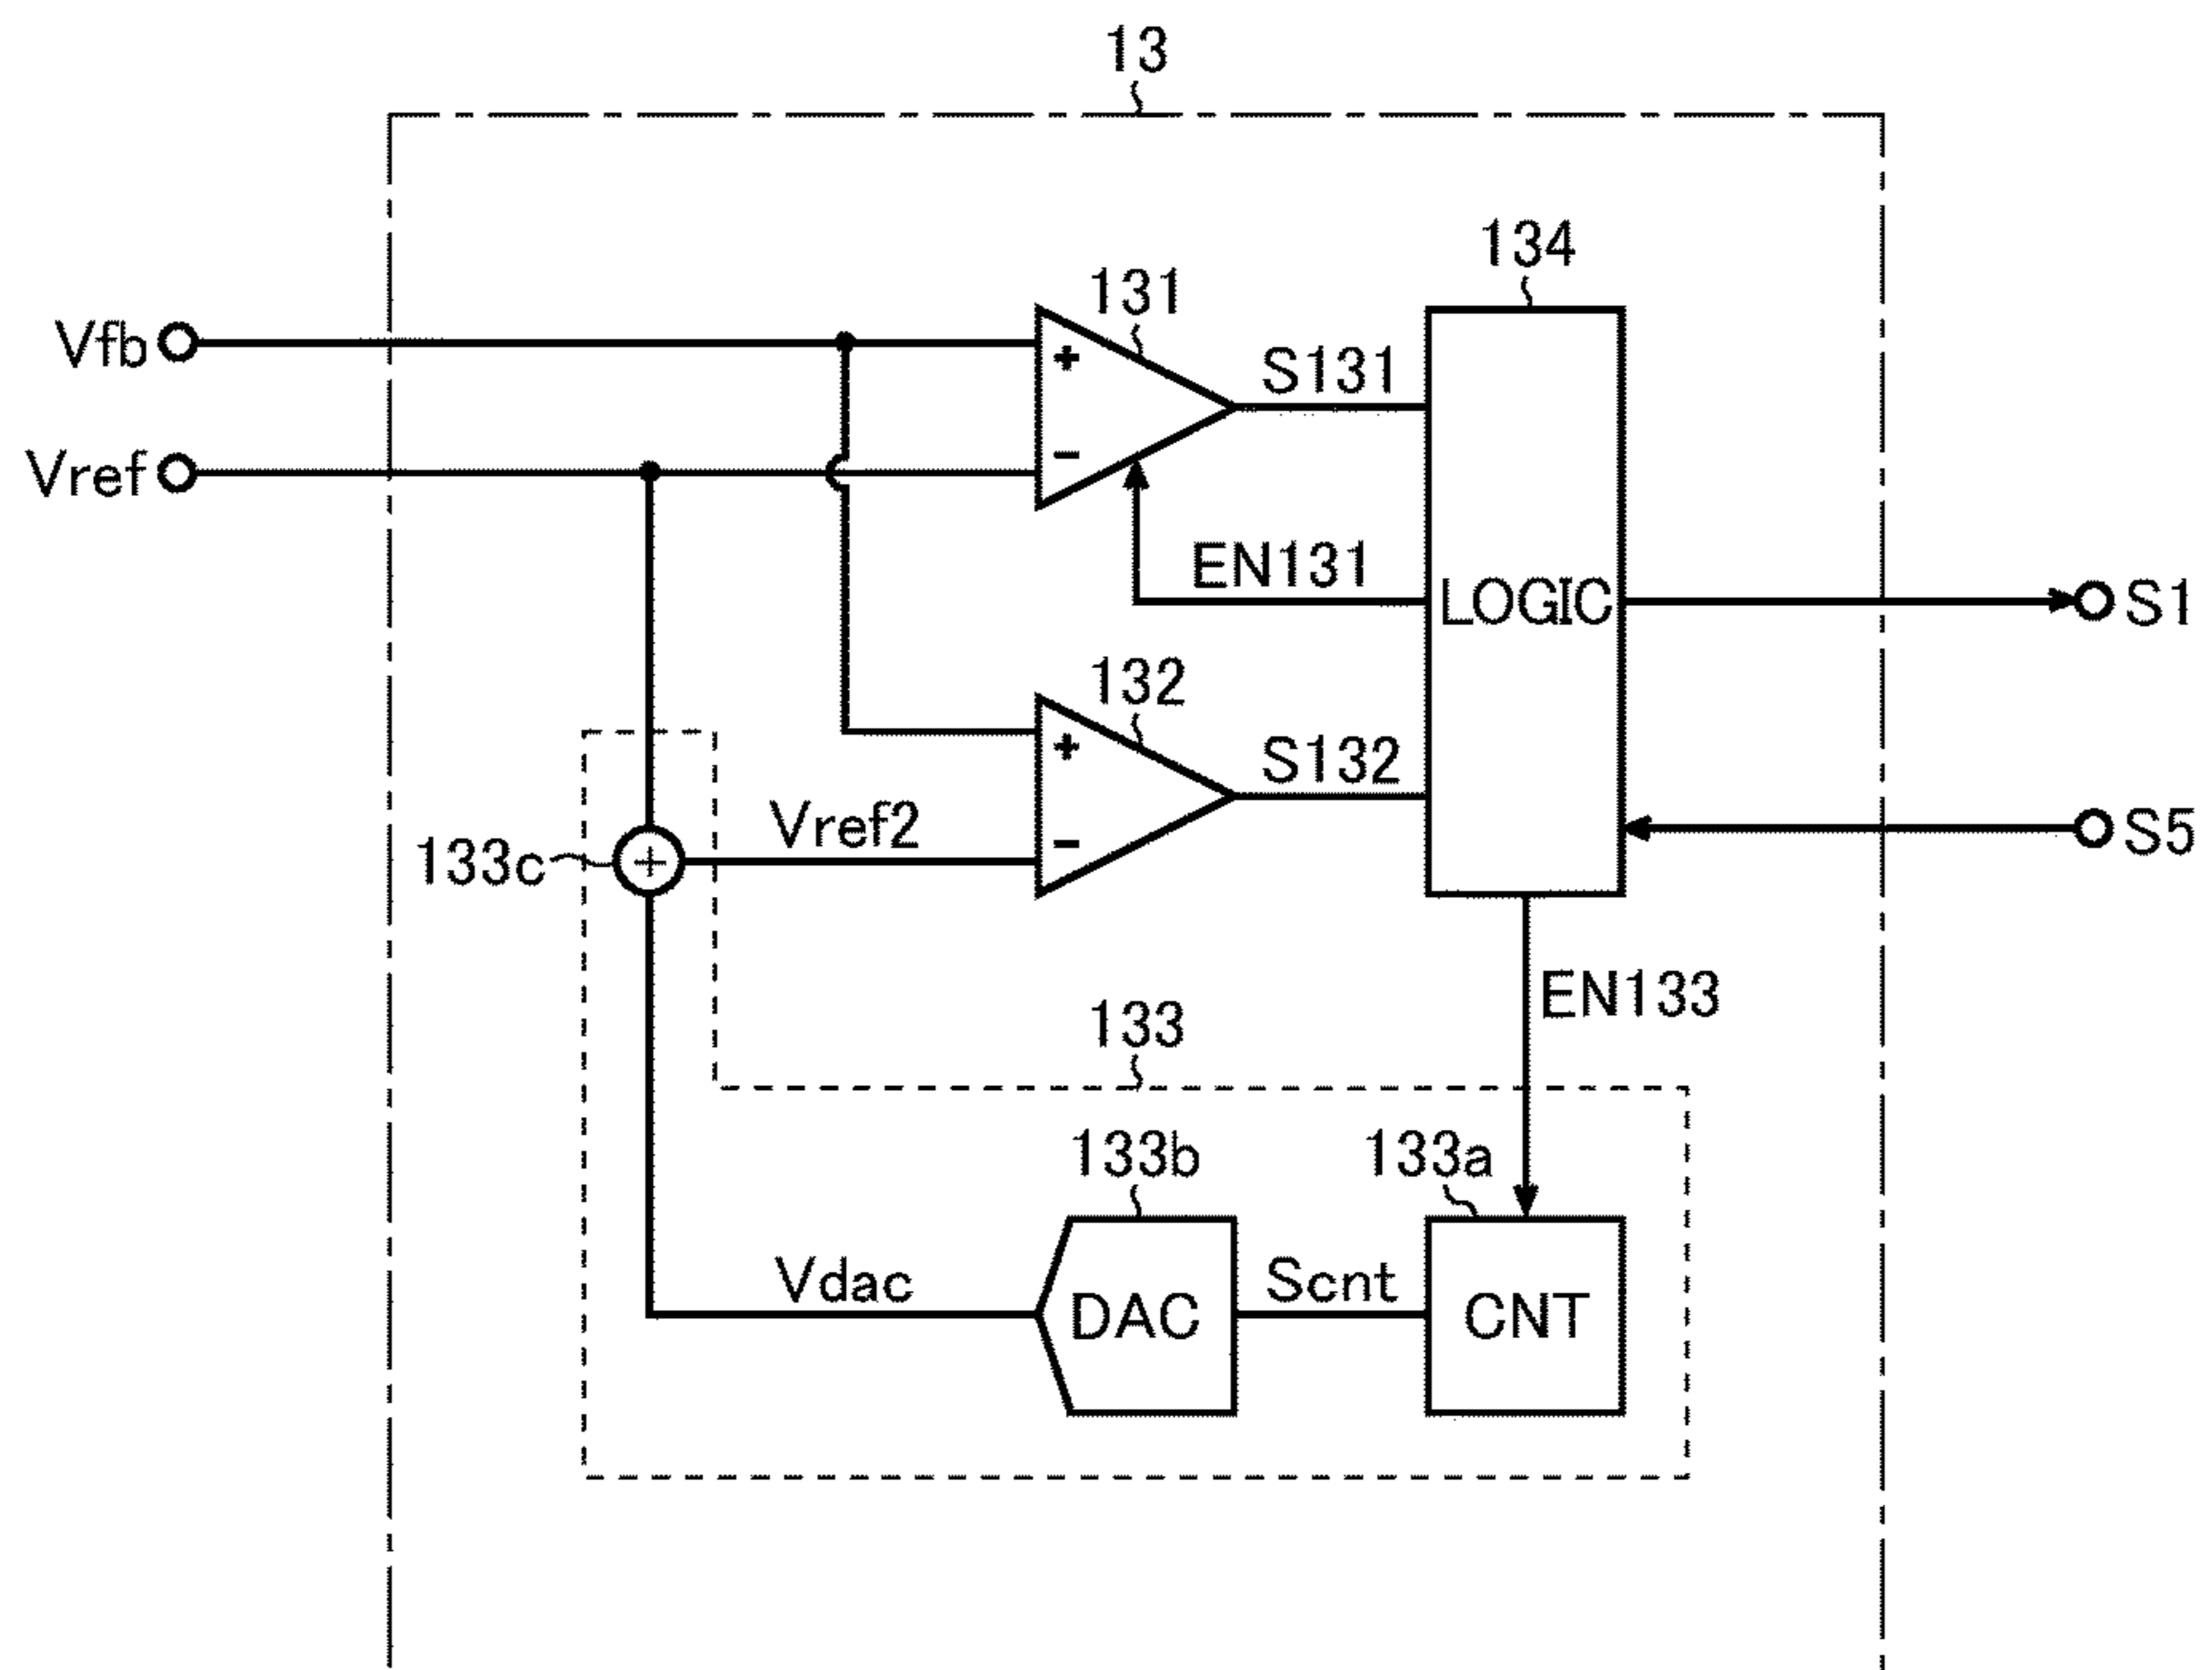 13
134
131
Vfb
+
S131
Vref
-
EN131
LOGIC
S1
132
+
S132
Vref2
S5
133c
+
-
EN133
133
133b
133a
Vdac
DAC
Scnt
CNT